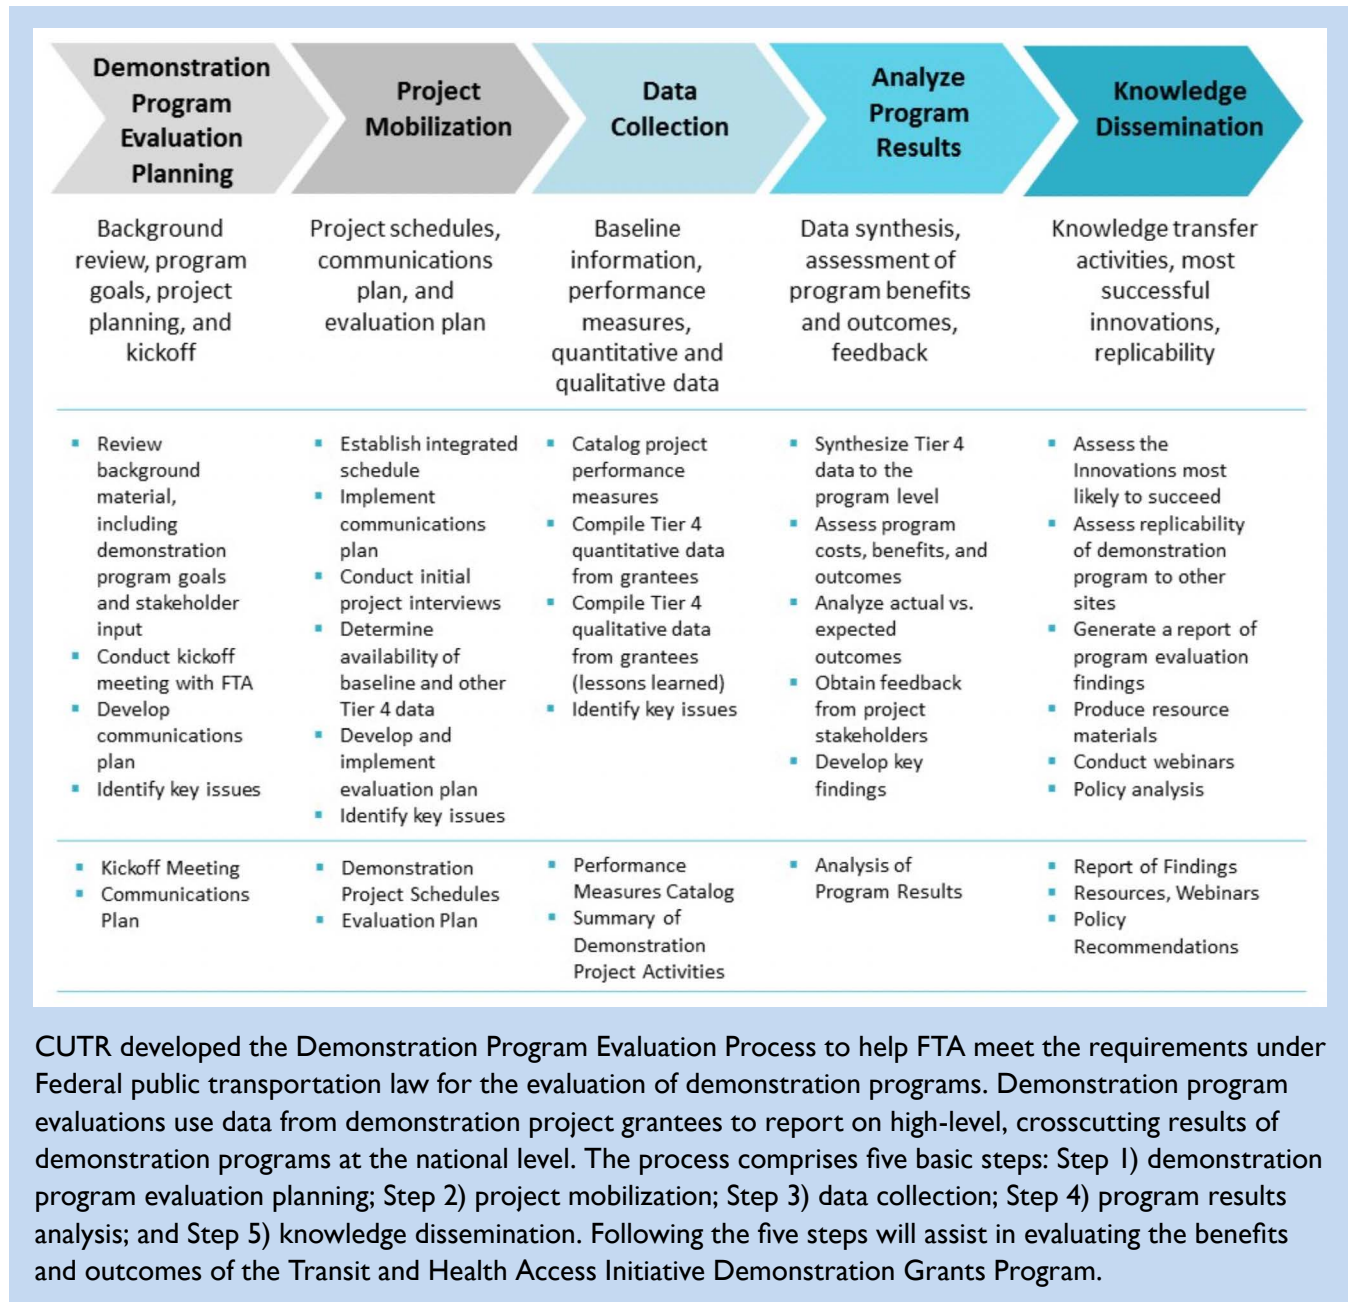 Demonstration
Program
Evaluation
Planning
Project
Mobilization
Data
Collection
Analyze
Program
Results
Knowledge
Dissemination
Background
review, program
goals, project
planning, and
kickoff
Project schedules,
communications
plan, and
evaluation plan
Baseline
information,
performance
measures,
quantitative and
qualitative data
Data synthesis,
assessment of
program benefits
and outcomes,
feedback
Knowledge transfer
activities, most
successful
innovations,
replicability
▪ Review
background
material,
including
demonstration
program goals
and stakeholder
input
▪ Conduct kickoff
meeting with FTA
▪ Develop
communications
plan
▪ Identify key issues
▪ Establish integrated
schedule
▪ Implement
communications
plan
▪ Conduct initial
project interviews
▪ Determine
availability of
baseline and other
Tier 4 data
▪ Develop and
implement
evaluation plan
▪ Identify key issues
▪ Catalog project
performance
measures
▪ Compile Tier 4
quantitative data
from grantees
▪ Compile Tier 4
qualitative data
from grantees
(lessons learned)
▪ Identify key issues
▪ Synthesize Tier 4
data to the
program level
▪ Assess program
costs, benefits, and
outcomes
▪ Analyze actual vs.
expected
outcomes
▪ Obtain feedback
from project
stakeholders
▪ Develop key
findings
▪ Assess the
Innovations most
likely to succeed
▪ Assess replicability
of demonstration
program to other
sites
▪ Generate a report of
program evaluation
findings
▪ Produce resource
materials
▪ Conduct webinars
▪ Policy analysis
▪ Kickoff Meeting
▪ Communications
Plan
▪ Demonstration
Project Schedules
▪ Evaluation Plan
▪ Performance
Measures Catalog
▪ Summary of
Demonstration
Project Activities
▪ Analysis of
Program Results
▪ Report of Findings
▪ Resources, Webinars
▪ Policy
Recommendations
CUTR developed the Demonstration Program Evaluation Process to help FTA meet the requirements under
Federal public transportation law for the evaluation of demonstration programs. Demonstration program
evaluations use data from demonstration project grantees to report on high-level, crosscutting results of
demonstration programs at the national level. The process comprises five basic steps: Step 1) demonstration
program evaluation planning; Step 2) project mobilization; Step 3) data collection; Step 4) program results
analysis; and Step 5) knowledge dissemination. Following the five steps will assist in evaluating the benefits
and outcomes of the Transit and Health Access Initiative Demonstration Grants Program.